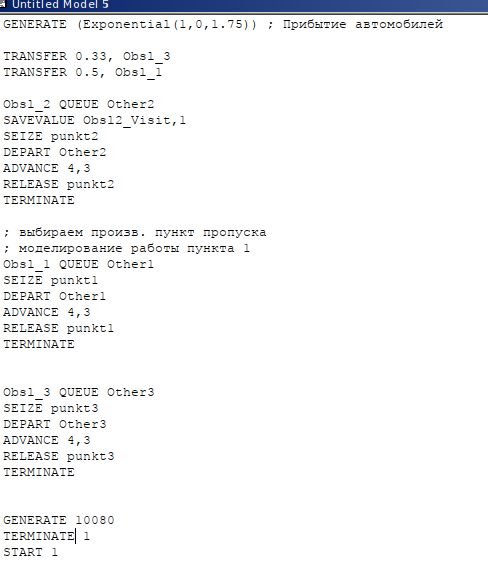 Untitled Model 5
GENERATE (Exponential(1,0,1.75)) ; Прибытие автомобилей
TRANSFER 0.33, Obsl_3
TRANSFER 0.5, Obsl_1
Obsl_2 QUEUE Other2
SAVEVALUE Obsl2_Visit,1
SEIZE punkt2
DEPART Other2
ADVANCE 4,3
RELEASE punkt2
TERMINATE
; выбираем произв. пункт пропуска
; моделирование работы пункта 1
Obsl_1 QUEUE Other1
SEIZE punkt1
DEPART Other1
ADVANCE 4,3
RELEASE punkt1
TERMINATE
Obsl_3 QUEUE Other3
SEIZE punkt3
DEPART Other3
ADVANCE 4,3
RELEASE punkt3
TERMINATE
GENERATE 10080
TERMINATE 1
START 1